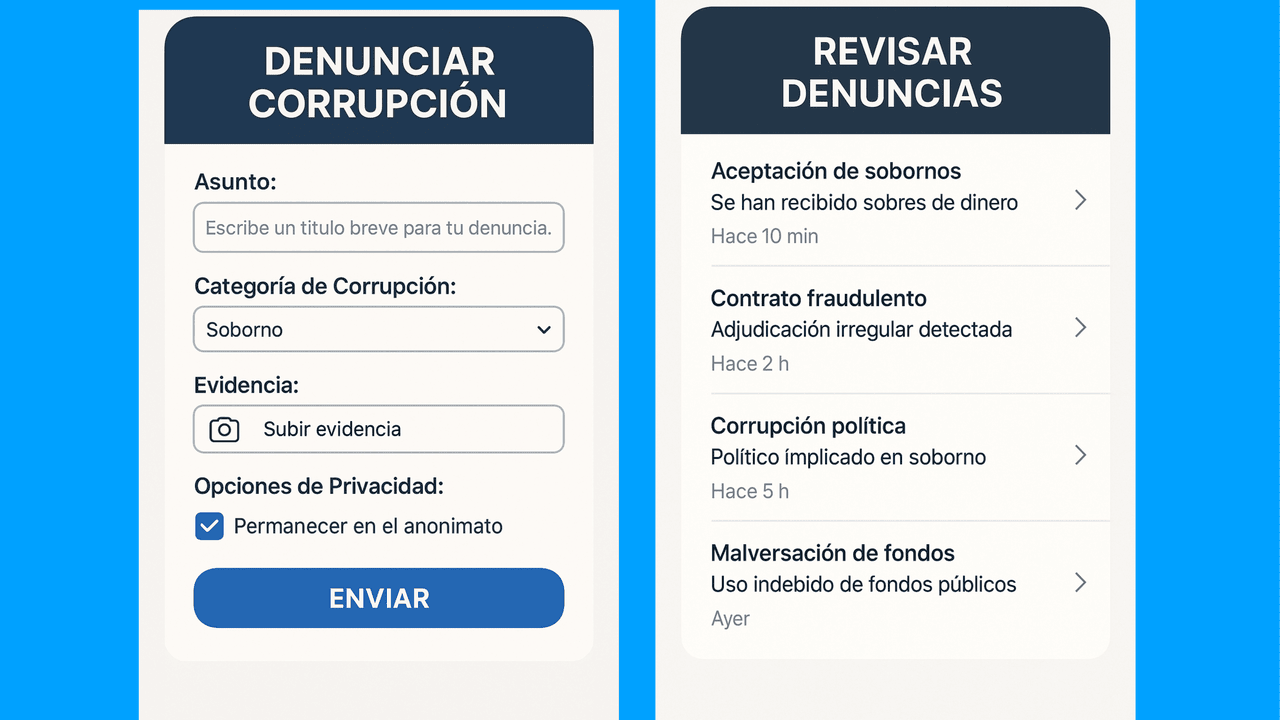 DENUNCIAR
CORRUPCIÓN
Asunto:
Escribe un titulo breve para tu denuncia.
Categoría de Corrupción:
Soborno
Evidencia:
Subir evidencia
Opciones de Privacidad:
Permanecer en el anonimato
ENVIAR
REVISAR
DENUNCIAS
Aceptación de sobornos
Se han recibido sobres de dinero
Hace 10 min
Contrato fraudulento
Adjudicación irregular detectada
Hace 2 h
Corrupción política
Político ímplicado en soborno
Hace 5 h
Malversación de fondos
Uso indebido de fondos públicos
Ayer